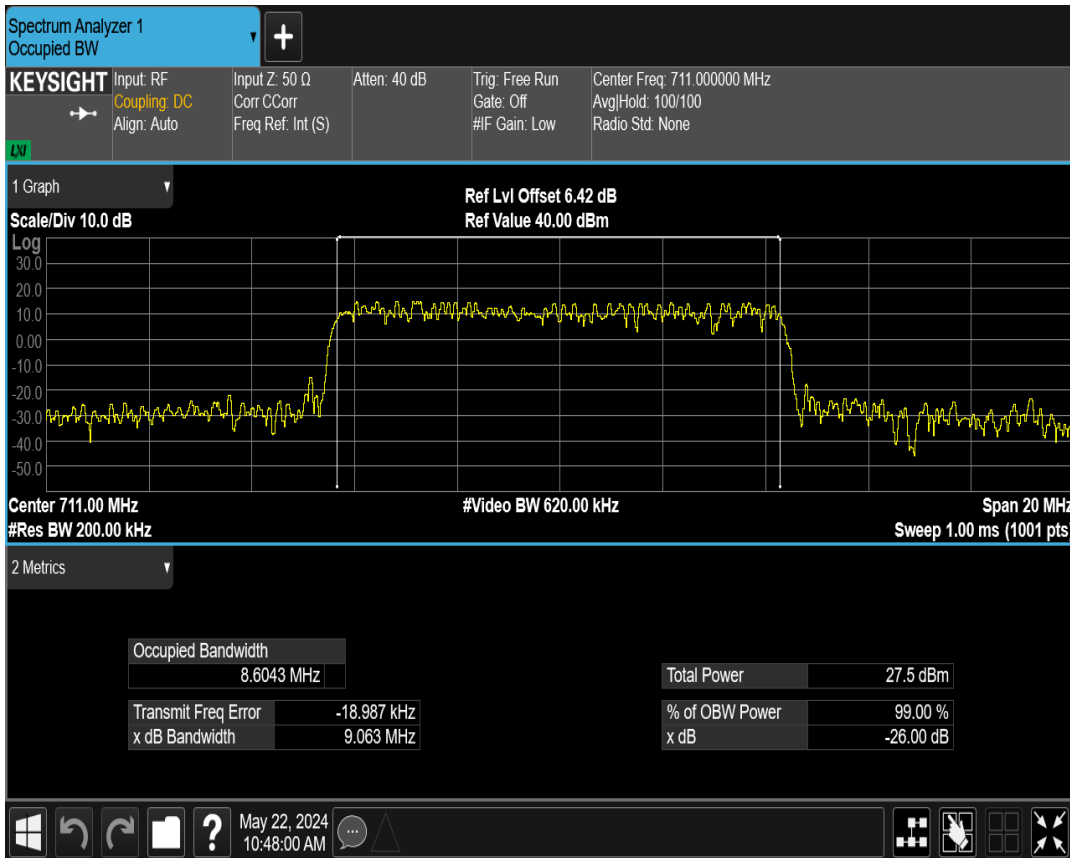 Spectrum Analyzer 1
Occupied BW
+
KEYSIGHT
LXI
Input: RF
Coupling: DC
Align: Auto
Input Z: 50 Ω
Corr CCorr
Freq Ref: Int (S)
Atten: 40 dB
Trig: Free Run
Gate: Off
#IF Gain: Low
Center Freq: 711.000000 MHz
Avg|Hold: 100/100
Radio Std: None
1 Graph
Scale/Div 10.0 dB
Ref Lvl Offset 6.42 dB
Ref Value 40.00 dBm
Log
30.0
20.0
10.0
0.00
-10.0
-20.0
-30.0
-40.0
-50.0
Center 711.00 MHz
#Video BW 620.00 kHz
Span 20 MHz
#Res BW 200.00 kHz
Sweep 1.00 ms (1001 pts)
2 Metrics
Occupied Bandwidth
8.6043 MHz
Total Power 27.5 dBm
Transmit Freq Error -18.987 kHz
% of OBW Power 99.00 %
x dB Bandwidth 9.063 MHz
x dB -26.00 dB
?
May 22, 2024
10:48:00 AM